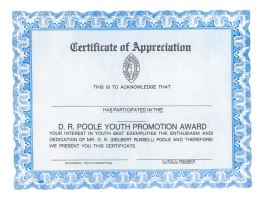 Certificate of Appreciation
THIS IS TO ACKNOWLEDGE THAT
HAS PARTICIPATED IN THE
D. R. POOLE YOUTH PROMOTION AWARD
YOUR INTEREST IN YOUTH BEST EXEMPLIFIES THE ENTHUSIASM AND
DEDICATION OF MR. D. R. (DELBERT RUSSELL) POOLE AND THEREFORE
WE PRESENT YOU THIS CERTIFICATE.